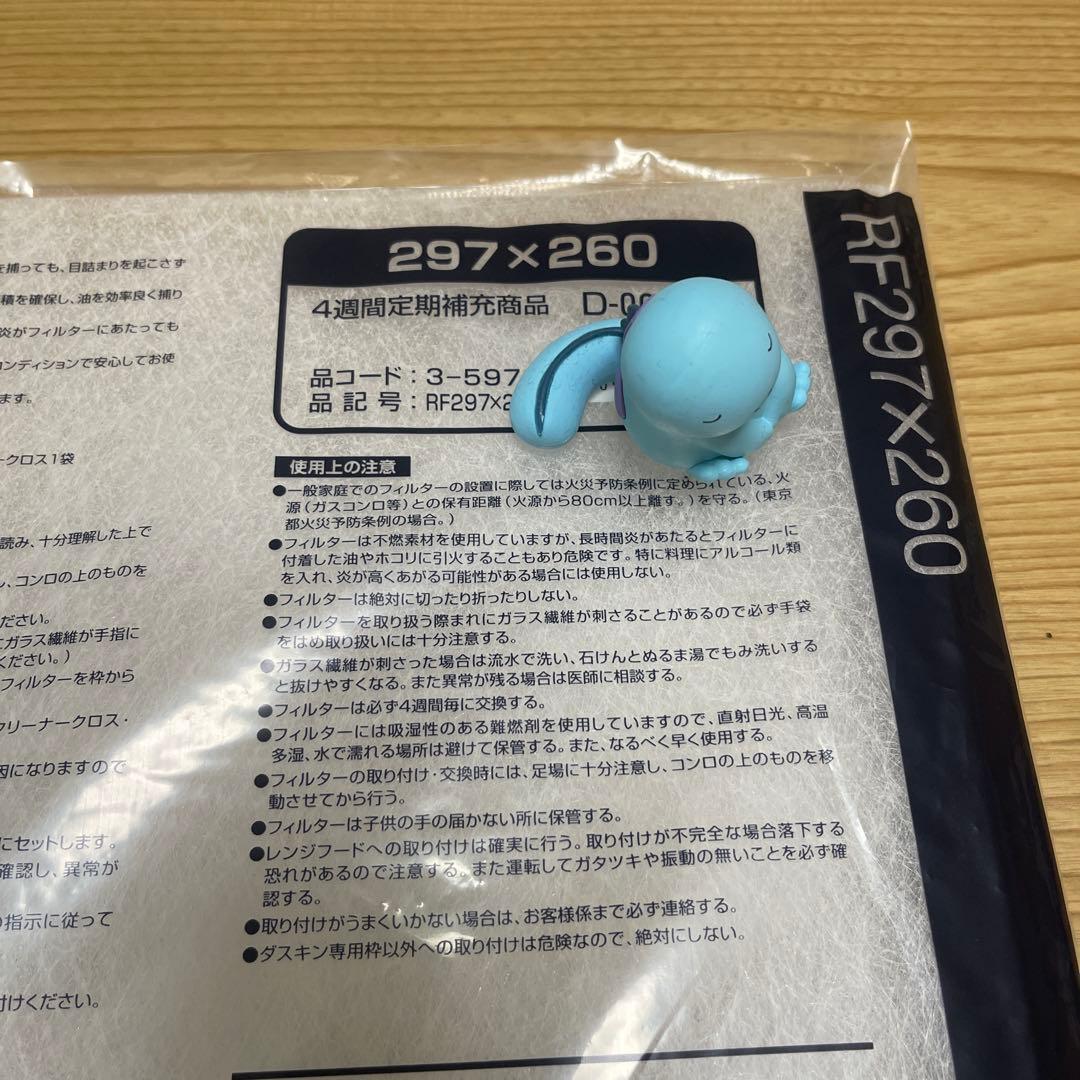 を捕っても、目詰まりを起こさず
積を確保し、油を効率良く捕り
炎がフィルターにあたっても
コンディションで安心してお使
ます。
ークロス1袋
読み、十分理解した上で
し、コンロの上のものを
ださい。
ガラス繊維が手指に
ください。)
フィルターを枠から
クリーナークロス・
因になりますので
にセットします。
確認し、異常が
指示に従って
付けください。
297×260
4週間定期補充商品 D-0
品コード:3-597
品記号:RF297×2
使用上の注意
●一般家庭でのフィルターの設置に際しては火災予防条例に定められている、火
源(ガスコンロ等)との保有距離(火源から80cm以上離す。)を守る。(東京
都火災予防条例の場合。)
●フィルターは不燃素材を使用していますが、長時間炎があたるとフィルターに
付着した油やホコリに引火することもあり危険です。特に料理にアルコール類
を入れ、炎が高くあがる可能性がある場合には使用しない。
●フィルターは絶対に切ったり折ったりしない。
●フィルターを取り扱う際まれにガラス繊維が刺さることがあるので必ず手袋
をはめ取り扱いには十分注意する。
●ガラス繊維が刺さった場合は流水で洗い、石けんとぬるま湯でもみ洗いする
と抜けやすくなる。また異常が残る場合は医師に相談する。
●フィルターは必ず4週間毎に交換する。
●フィルターには吸湿性のある難燃剤を使用していますので、直射日光、高温
多湿、水で濡れる場所は避けて保管する。また、なるべく早く使用する。
●フィルターの取り付け・交換時には、足場に十分注意し、コンロの上のものを移
動させてから行う。
●フィルターは子供の手の届かない所に保管する。
●レンジフードへの取り付けは確実に行う。取り付けが不完全な場合落下する
恐れがあるので注意する。また運転してガタツキや振動の無いことを必ず確
認する。
●取り付けがうまくいかない場合は、お客様係まで必ず連絡する。
●ダスキン専用枠以外への取り付けは危険なので、絶対にしない。
RF297×260